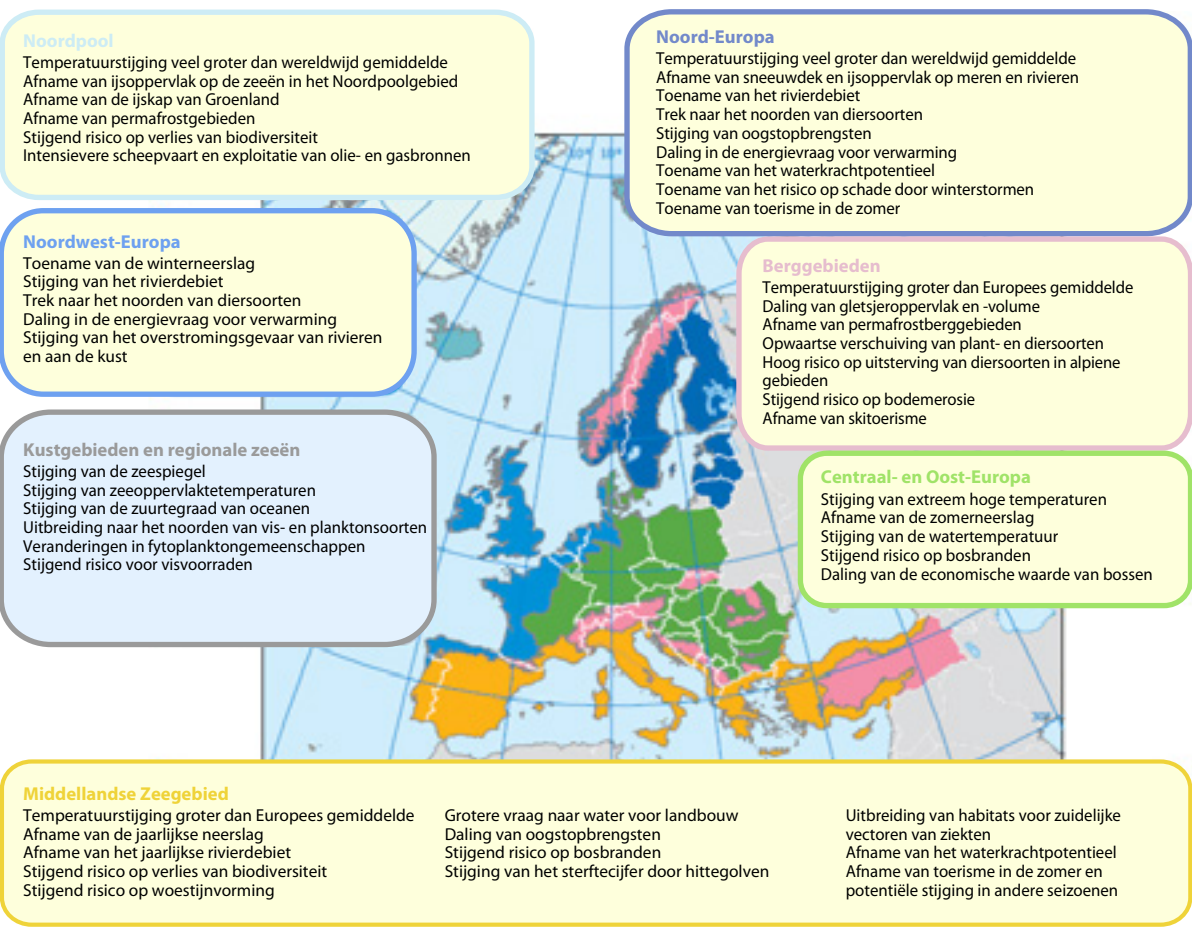 Noordpool
Temperatuurstijging veel groter dan wereldwijd gemiddelde
Afname van ijsoppervlak op de zeeën in het Noordpoolgebied
Afname van de ijskap van Groenland
Afname van permafrostgebieden
Stijgend risico op verlies van biodiversiteit
Intensievere scheepvaart en exploitatie van olie- en gasbronnen
Noord-Europa
Temperatuurstijging veel groter dan wereldwijd gemiddelde
Afname van sneeuwdek en ijsoppervlak op meren en rivieren
Toename van het rivierdebiet
Trek naar het noorden van diersoorten
Stijging van oogstopbrengsten
Daling in de energievraag voor verwarming
Toename van het waterkrachtpotentieel
Toename van het risico op schade door winterstormen
Toename van toerisme in de zomer
Noordwest-Europa
Toename van de winterneerslag
Stijging van het rivierdebiet
Trek naar het noorden van diersoorten
Daling in de energievraag voor verwarming
Stijging van het overstromingsgevaar van rivieren
en aan de kust
Berggebieden
Temperatuurstijging groter dan Europees gemiddelde
Daling van gletsjeroppervlak en -volume
Afname van permafrostberggebieden
Opwaartse verschuiving van plant- en diersoorten
Hoog risico op uitsterving van diersoorten in alpiene
gebieden
Stijgend risico op bodemerosie
Afname van skitoerisme
Kustgebieden en regionale zeeën
Stijging van de zeespiegel
Stijging van zeeoppervlaktetemperaturen
Stijging van de zuurtegraad van oceanen
Uitbreiding naar het noorden van vis- en planktonsoorten
Veranderingen in fytoplanktongemeenschappen
Stijgend risico voor visvoorraden
Centraal- en Oost-Europa
Stijging van extreem hoge temperaturen
Afname van de zomerneerslag
Stijging van de watertemperatuur
Stijgend risico op bosbranden
Daling van de economische waarde van bossen
Middellandse Zeegebied
Temperatuurstijging groter dan Europees gemiddelde
Afname van de jaarlijkse neerslag
Afname van het jaarlijkse rivierdebiet
Stijgend risico op verlies van biodiversiteit
Stijgend risico op woestijnvorming
Grotere vraag naar water voor landbouw
Daling van oogstopbrengsten
Stijgend risico op bosbranden
Stijging van het sterftecijfer door hittegolven
Uitbreiding van habitats voor zuidelijke
vectoren van ziekten
Afname van het waterkrachtpotentieel
Afname van toerisme in de zomer en
potentiële stijging in andere seizoenen